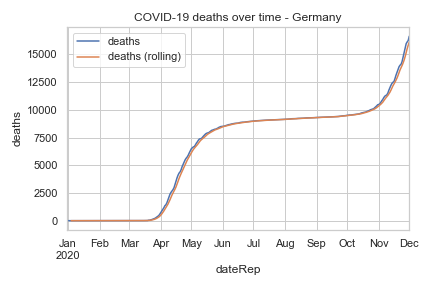 COVID-19 deaths over time - Germany
deaths
deaths (rolling)
deaths
15000
12500
10000
7500
5000
2500
0
Jan Feb Mar Apr May Jun Jul Aug Sep Oct Nov Dec
2020
dateRep